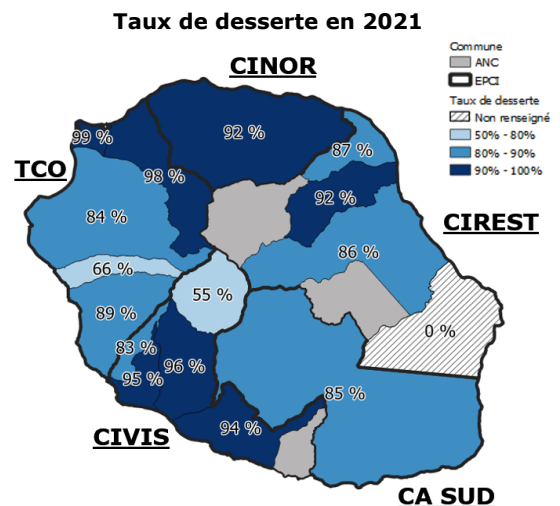 Taux de desserte en 2021
CINOR
Commune
ANC
EPCI
Taux de desserte
Non renseigné
50% - 80%
80% - 90%
90% - 100%
99 %
92 %
87 %
TCO
98 %
92 %
84 %
CIREST
86 %
66 %
55 %
89 %
0 %
83 %
96 %
95 %
85 %
94 %
CIVIS
CA SUD